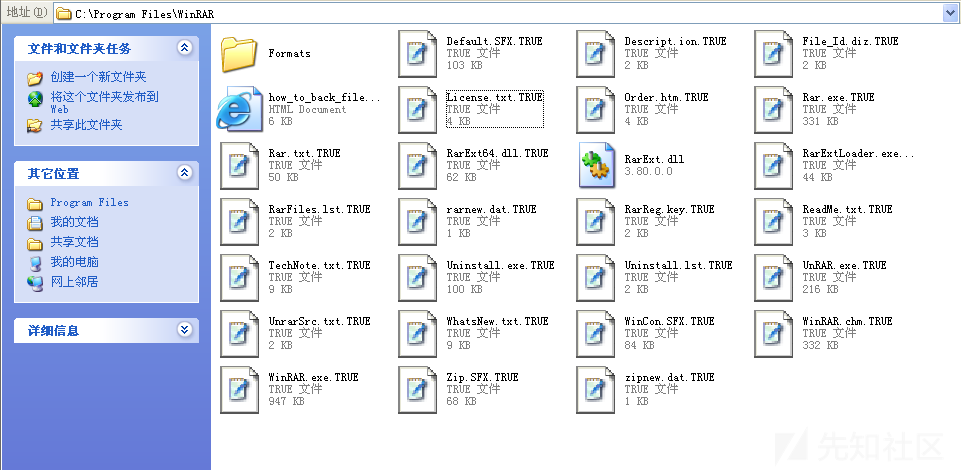 地址(D) C:\Program Files\WinRAR
文件和文件夹任务
创建一个新文件夹
将这个文件夹发布到
Web
共享此文件夹
其它位置
Program Files
我的文档
共享文档
我的电脑
网上邻居
详细信息
Formats
Default.SFX.TRUE
TRUE 文件
103 KB
Descript.ion.TRUE
TRUE 文件
2 KB
File_Id.diz.TRUE
TRUE 文件
2 KB
how_to_back_file...
HTML Document
6 KB
License.txt.TRUE
TRUE 文件
4 KB
Order.htm.TRUE
TRUE 文件
4 KB
Rar.exe.TRUE
TRUE 文件
331 KB
Rar.txt.TRUE
TRUE 文件
50 KB
RarExt64.dll.TRUE
TRUE 文件
62 KB
RarExt.dll
3.80.0.0
RarExtLoader.exe...
TRUE 文件
44 KB
RarFiles.lst.TRUE
TRUE 文件
2 KB
rarnew.dat.TRUE
TRUE 文件
1 KB
RarReg.key.TRUE
TRUE 文件
2 KB
ReadMe.txt.TRUE
TRUE 文件
3 KB
TechNote.txt.TRUE
TRUE 文件
9 KB
Uninstall.exe.TRUE
TRUE 文件
100 KB
Uninstall.lst.TRUE
TRUE 文件
2 KB
UnRAR.exe.TRUE
TRUE 文件
216 KB
UnrarSrc.txt.TRUE
TRUE 文件
2 KB
WhatsNew.txt.TRUE
TRUE 文件
9 KB
WinCon.SFX.TRUE
TRUE 文件
84 KB
WinRAR.chm.TRUE
TRUE 文件
332 KB
WinRAR.exe.TRUE
TRUE 文件
947 KB
Zip.SFX.TRUE
TRUE 文件
68 KB
zipnew.dat.TRUE
TRUE 文件
1 KB
先知社区